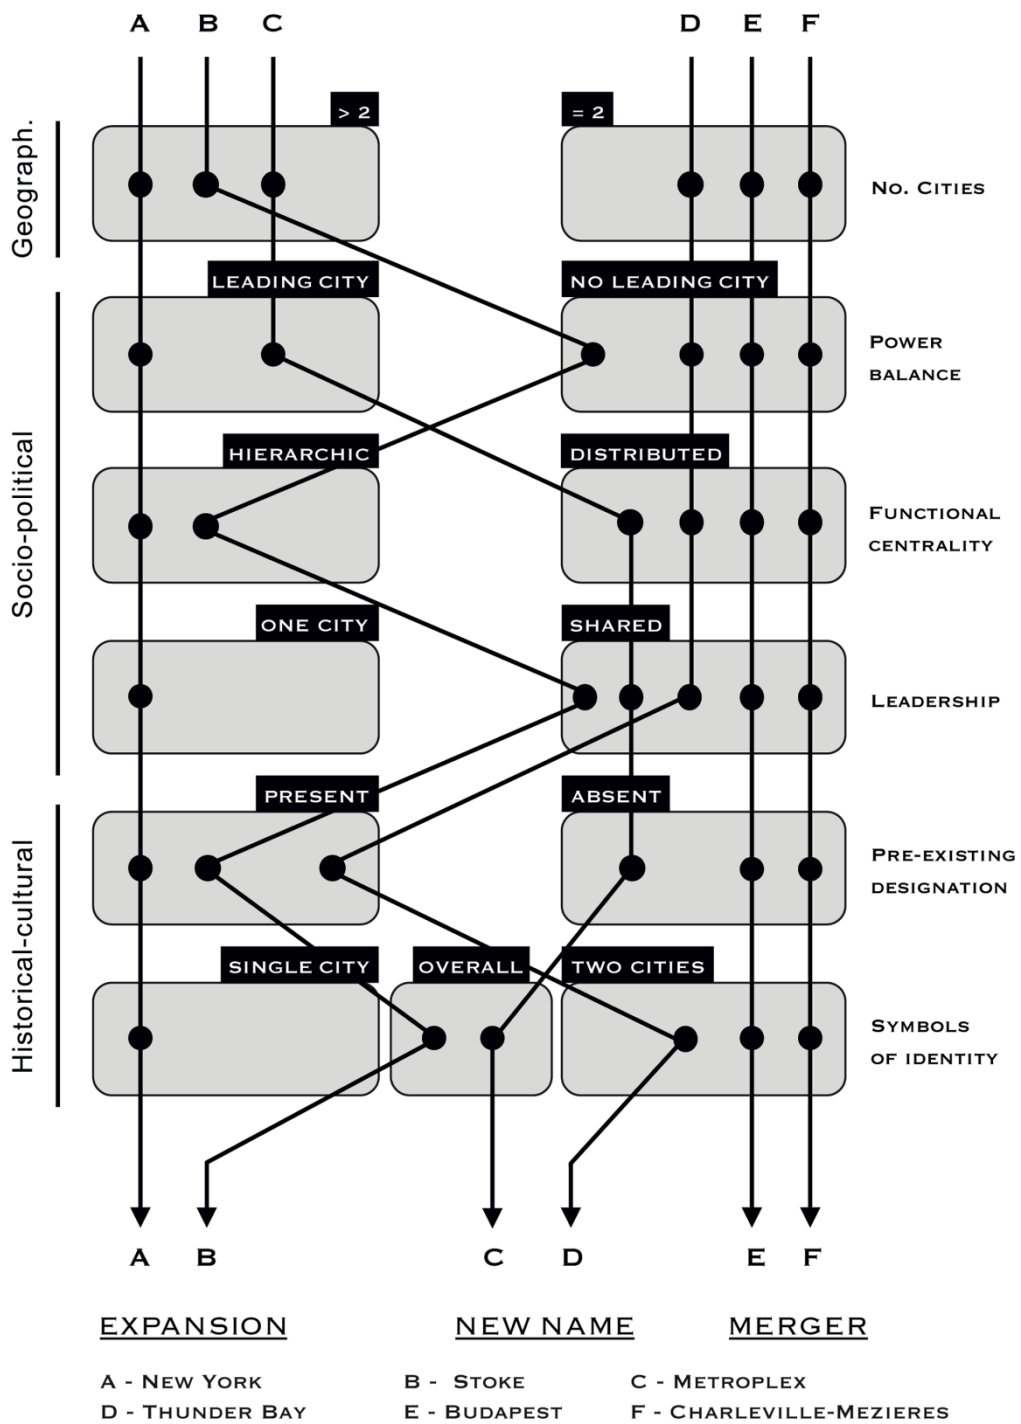 A B C D E F
> 2 = 2
Geograph.
No. Cities
LEADING CITY NO LEADING CITY
Power
balance
Socio-political
HIERARCHIC DISTRIBUTED
Functional
centrality
ONE CITY SHARED
Leadership
PRESENT ABSENT
Historical-cultural
Pre-existing
designation
SINGLE CITY OVERALL TWO CITIES
Symbols
of identity
A B C D E F
EXPANSION NEW NAME MERGER
A - New York B - Stoke C - Metroplex
D - Thunder Bay E - Budapest F - Charleville-Mezieres